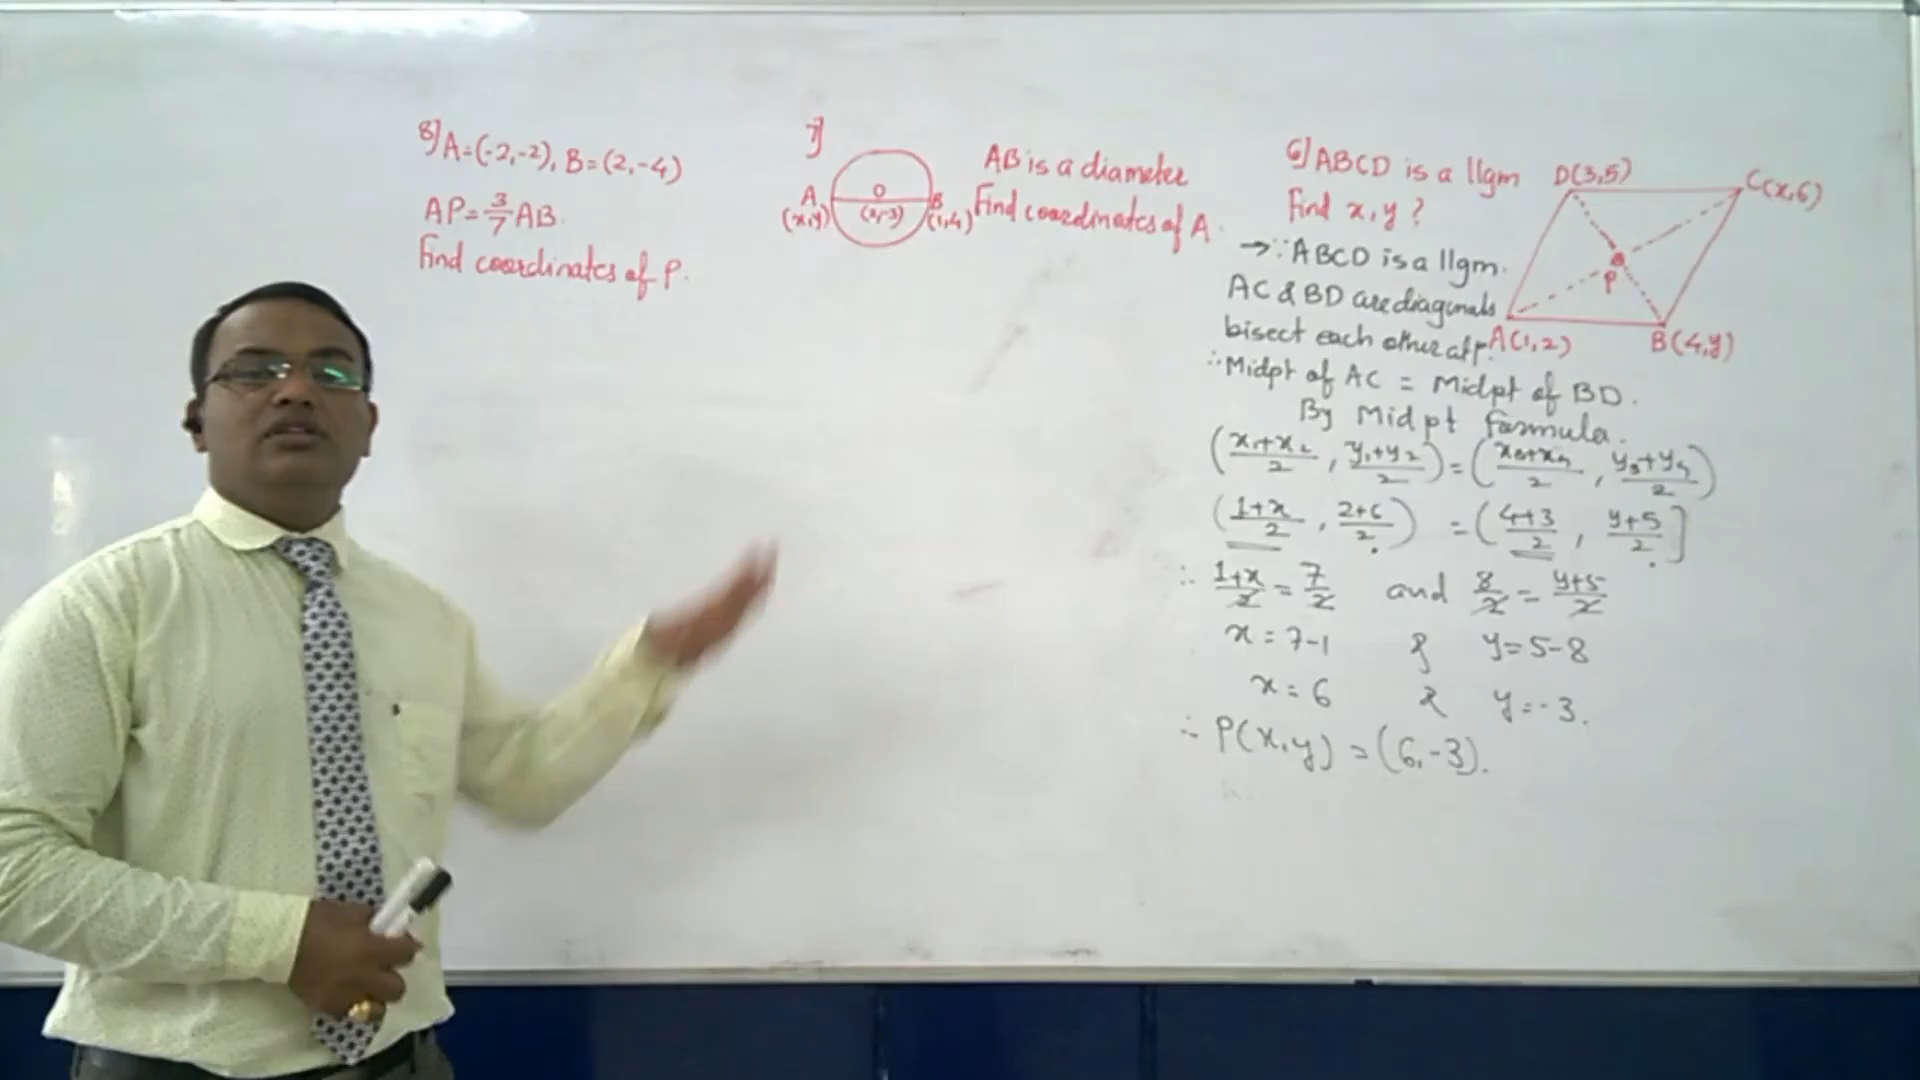 8] A=(-2,-2), B=(2,-4)
AP=3/7 AB.
Find coordinates of P.
7]
AB is a diameter
Find coordinates of A.
O
A
(x,y)
(2,-3)
B
(1,4)
6] ABCD is a llgm
Find x,y ?
D(3,5)
C(x,6)
P
A(1,2)
B(4,y)
→∵ ABCD is a llgm.
AC & BD are diagonals
bisect each other at P.
∴ Midpt of AC = Midpt of BD.
By Mid pt formula.
(x₁+x₂/2, y₁+y₂/2) = (x₃+x₄/2, y₃+y₄/2)
(1+x/2, 2+6/2) = (4+3/2, y+5/2]
∴ 1+x/2 = 7/2 and 8/2 = y+5/2
x = 7-1 & y = 5-8
x = 6 & y = -3.
∴ P(x,y) = (6,-3).